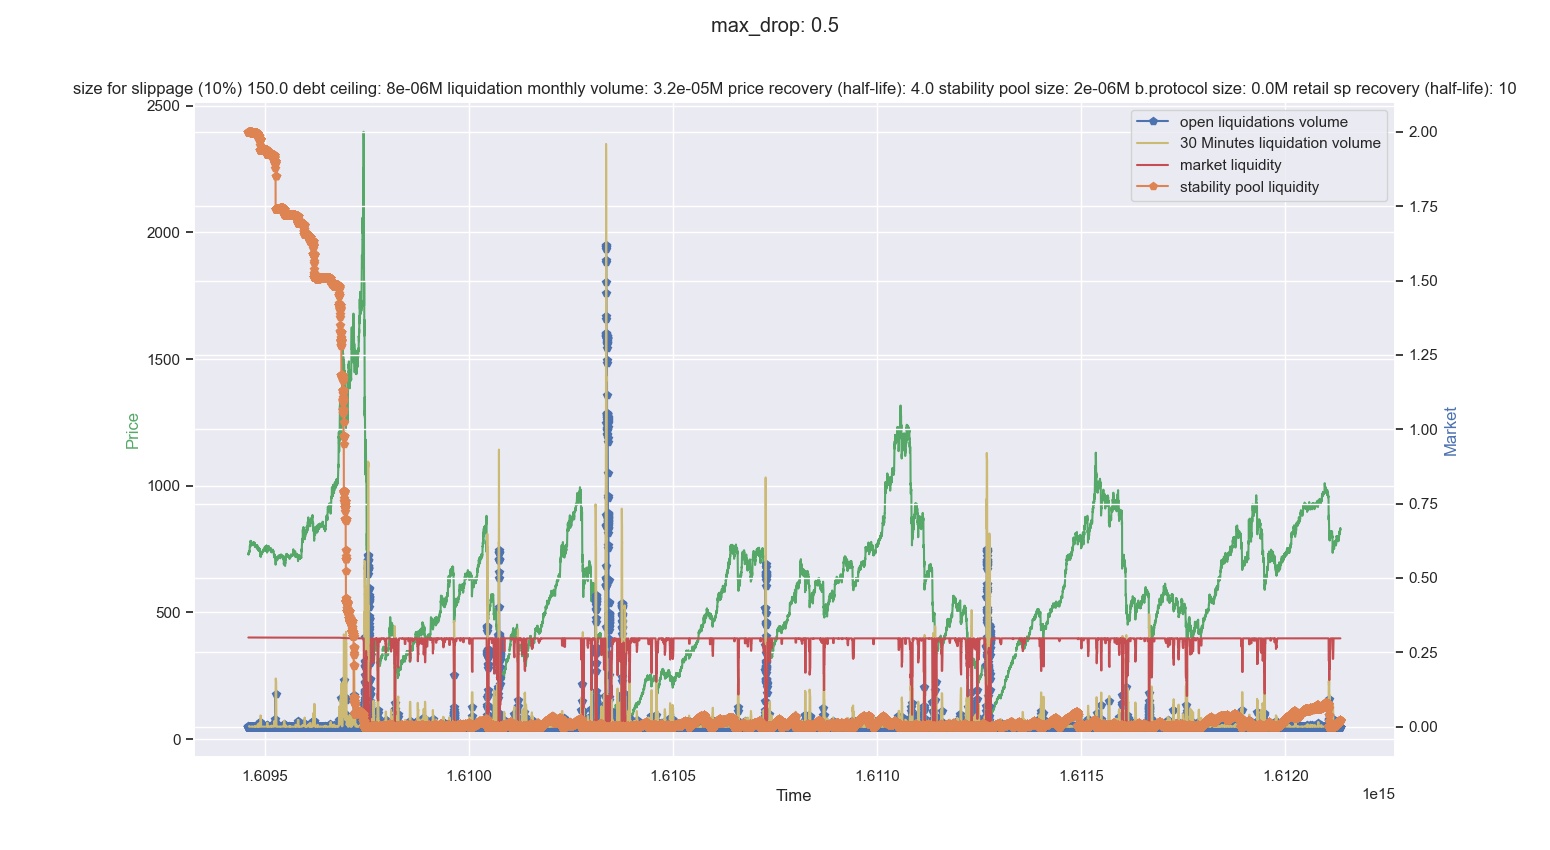 max_drop: 0.5
size for slippage (10%) 150.0 debt ceiling: 8e-06M liquidation monthly volume: 3.2e-05M price recovery (half-life): 4.0 stability pool size: 2e-06M b.protocol size: 0.0M retail sp recovery (half-life): 10
open liquidations volume
30 Minutes liquidation volume
market liquidity
stability pool liquidity
2500
2000
1500
1000
500
0
Price
2.00
1.75
1.50
1.25
1.00
0.75
0.50
0.25
0.00
Market
1.6095 1.6100 1.6105 1.6110 1.6115 1.6120
Time
1e15